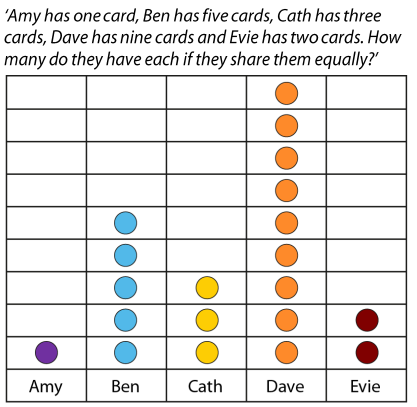 ‘Amy has one card, Ben has five cards, Cath has three
cards, Dave has nine cards and Evie has two cards. How
many do they have each if they share them equally?’
Amy Ben Cath Dave Evie